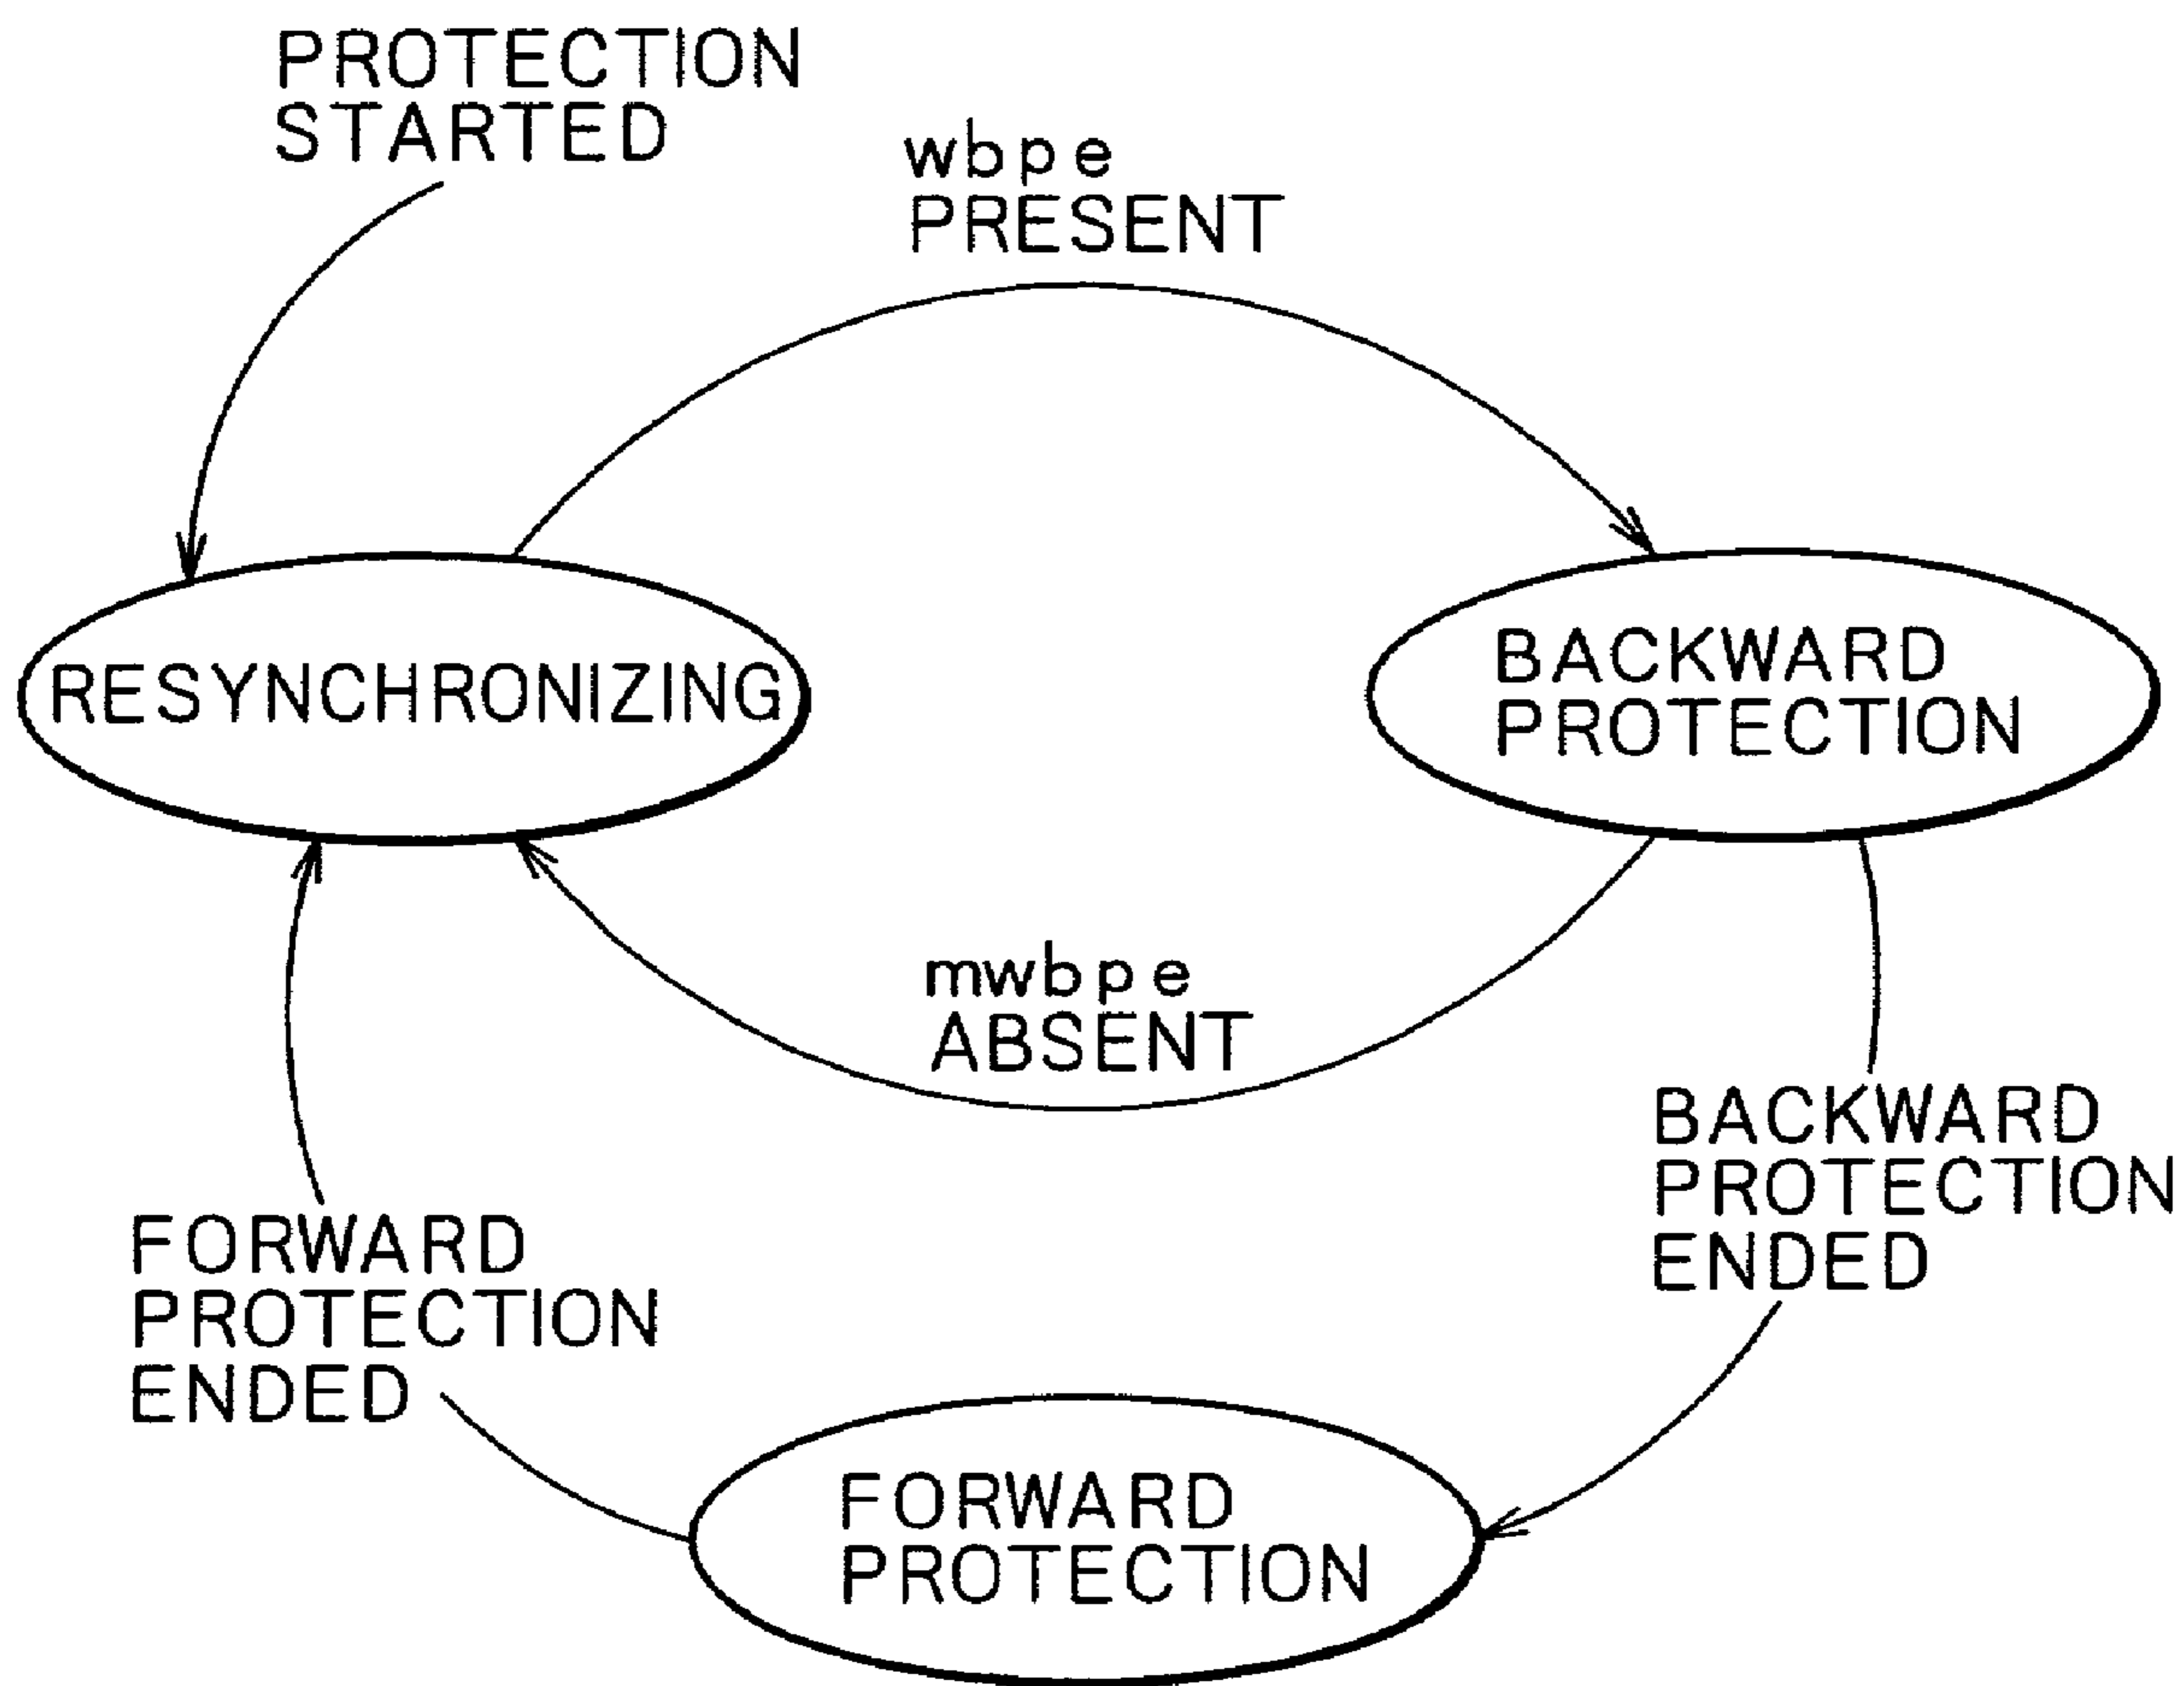 PROTECTION
STARTED
wbpe
PRESENT
RESYNCHRONIZING
BACKWARD
PROTECTION
mwbpe
ABSENT
BACKWARD
PROTECTION
ENDED
FORWARD
PROTECTION
ENDED
FORWARD
PROTECTION